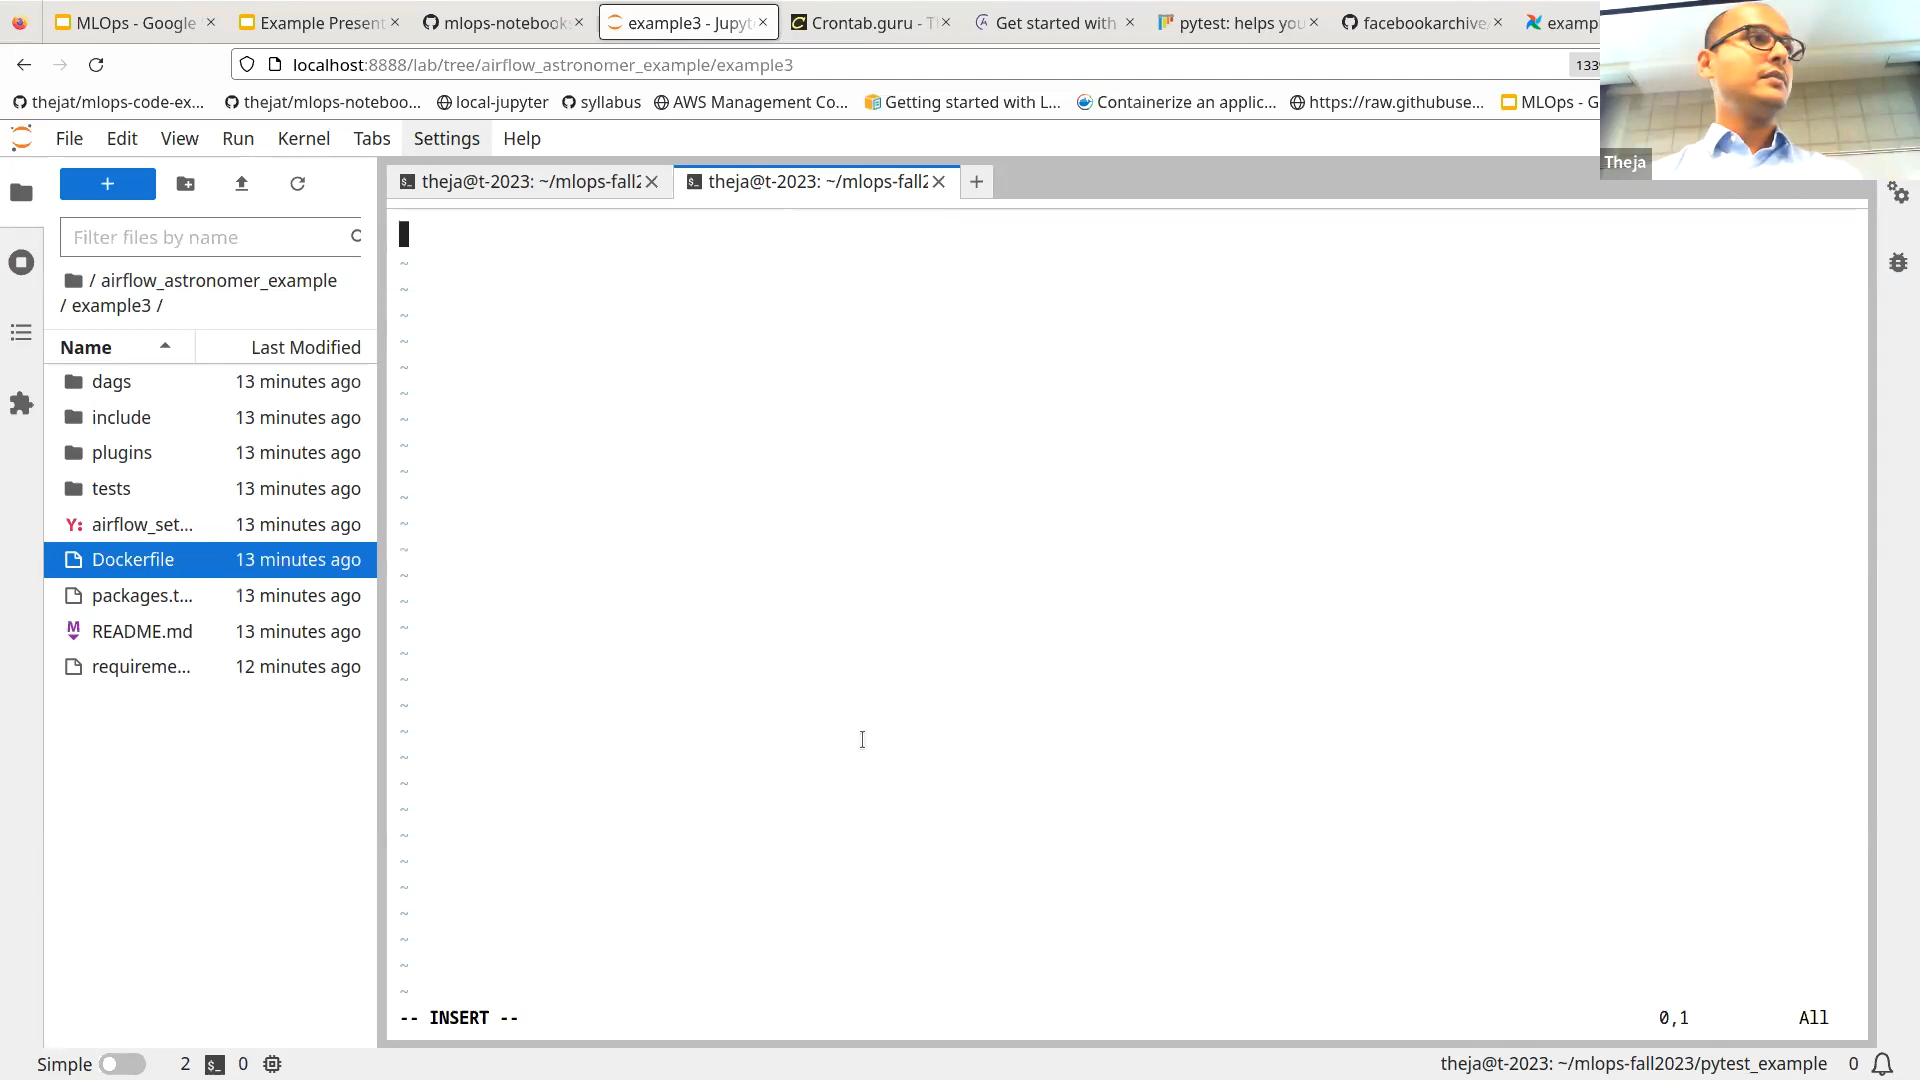 MLOps - Google
Example Present
mlops-notebook
example3 - Jupyt
Crontab.guru - T
Get started with
pytest: helps you
facebookarchive
examp
localhost:8888/lab/tree/airflow_astronomer_example/example3
133
thejat/mlops-code-ex...
thejat/mlops-noteboo...
local-jupyter
syllabus
AWS Management Co...
Getting started with L...
Containerize an applic...
https://raw.githubuse...
MLOps - G
File
Edit
View
Run
Kernel
Tabs
Settings
Help
Theja
theja@t-2023: ~/mlops-fall2
theja@t-2023: ~/mlops-fall2
Filter files by name
/ airflow_astronomer_example
/ example3 /
Name
Last Modified
dags
13 minutes ago
include
13 minutes ago
plugins
13 minutes ago
tests
13 minutes ago
Y: airflow_set...
13 minutes ago
Dockerfile
13 minutes ago
packages.t...
13 minutes ago
README.md
13 minutes ago
requireme...
12 minutes ago
-- INSERT --
0,1
All
Simple
2
0
theja@t-2023: ~/mlops-fall2023/pytest_example
0